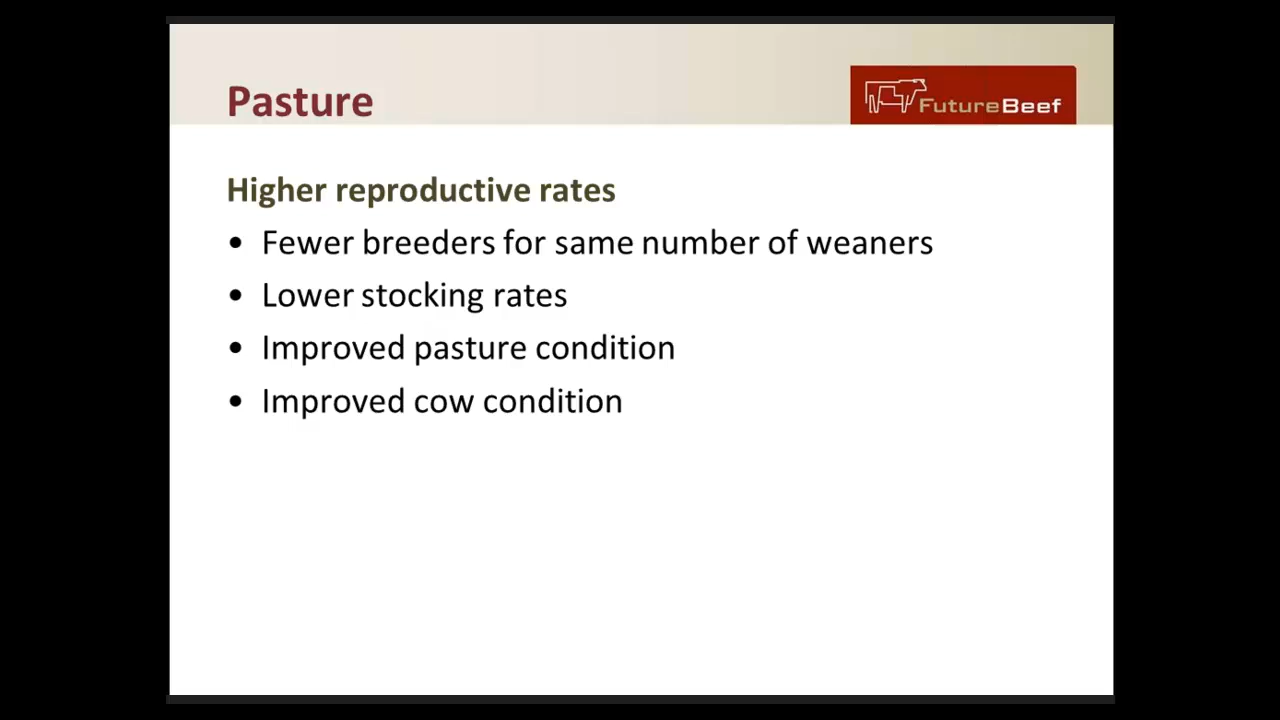 Pasture
FutureBeef
Higher reproductive rates
• Fewer breeders for same number of weaners
• Lower stocking rates
• Improved pasture condition
• Improved cow condition